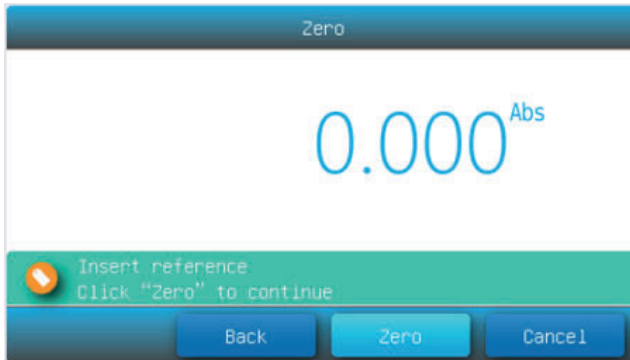 Zero
0.000 Abs
Insert reference
Click “Zero” to continue
Back Zero Cancel